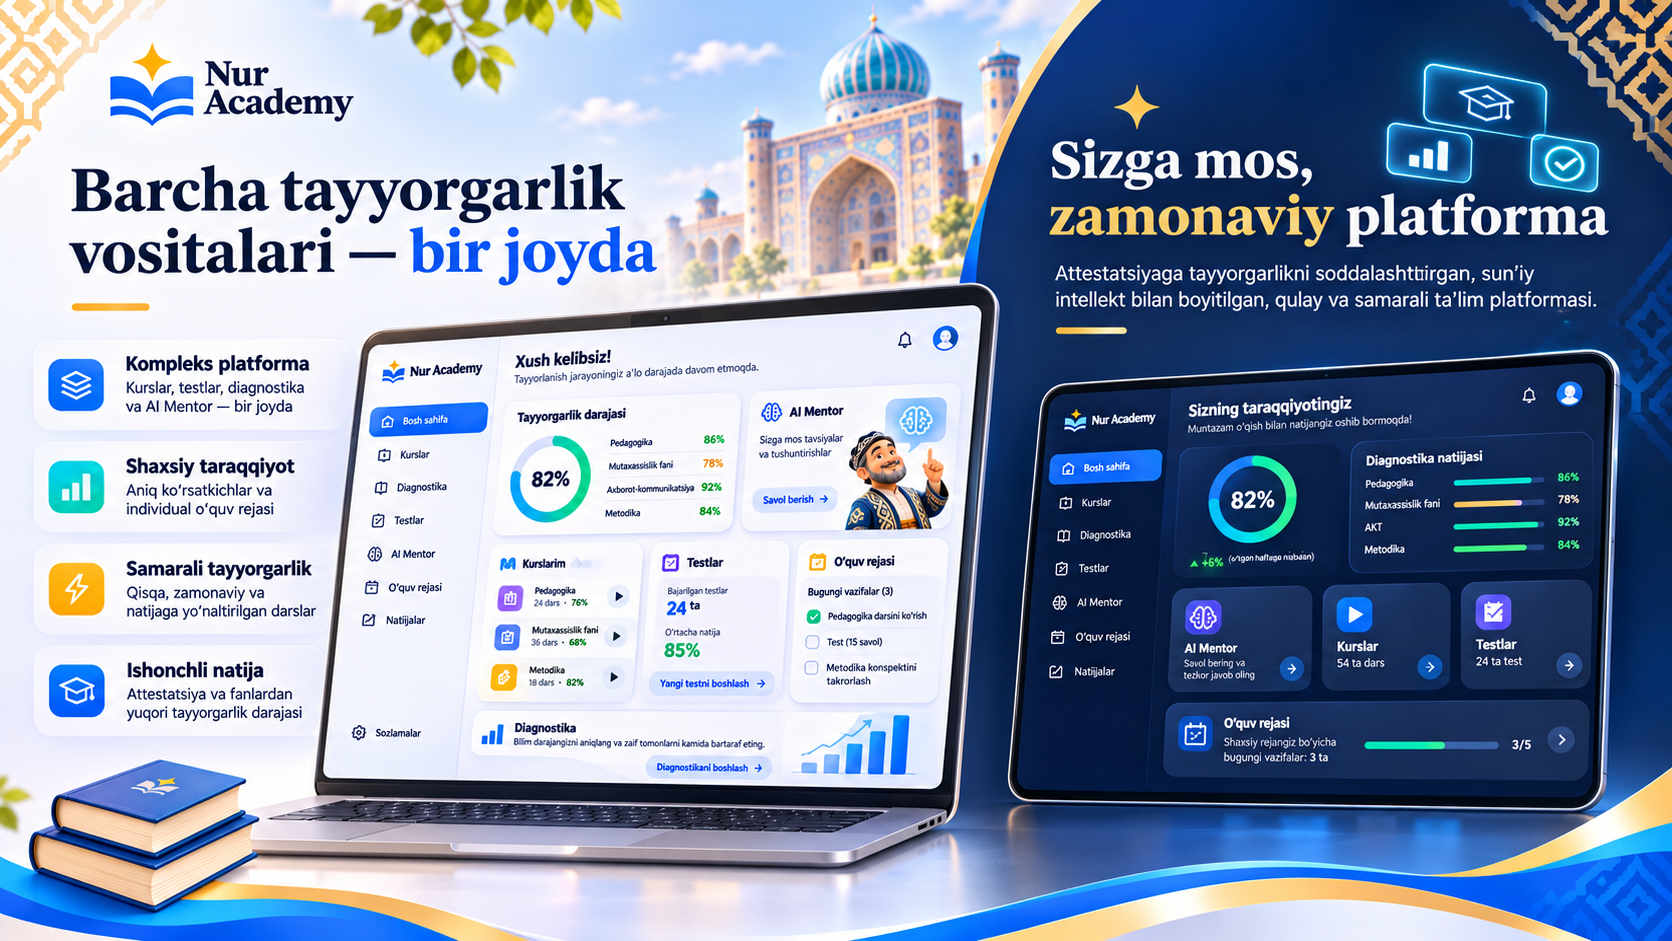 Nur
Academy
Barcha tayyorgarlik
vositalari — bir joyda
Kompleks platforma
Kurslar, testlar, diagnostika
va AI Mentor — bir joyda
Shaxsiy taraqqiyot
Aniq ko‘rsatkichlar va
individual o‘quv rejasi
Samarali tayyorgarlik
Qisqa, zamonaviy va
natijaga yo‘naltirilgan darslar
Ishonchli natija
Attestatsiya va fanlardan
yuqori tayyorgarlik darajasi
Nur Academy
Bosh sahifa
Kurslar
Diagnostika
Testlar
AI Mentor
O‘quv rejasi
Natijalar
Sozlamalar
Xush kelibsiz!
Tayyorlanish jarayoningiz a’lo darajada davom etmoqda.
Tayyorgarlik darajasi
82%
Pedagogika 86%
Mutaxassislik fani 78%
Axborot-kommunikatsiya 92%
Metodika 84%
AI Mentor
Sizga mos tavsiyalar
va tushuntirishlar
Savol berish →
Kurslarim
Pedagogika
24 dars • 76%
Mutaxassislik fani
36 dars • 68%
Metodika
18 dars • 82%
Testlar
Bajarilgan testlar
24 ta
O‘rtacha natija
85%
Yangi testni boshlash →
O‘quv rejasi
Bugungi vazifalar (3)
Pedagogika darsini ko‘rish
Test (15 savol)
Metodika konspektini
takrorlash
Diagnostika
Bilim darajangizni aniqlang va zaif tomonlarni kamida bartaraf eting.
Diagnostikani boshlash →
Sizga mos,
zamonaviy platforma
Attestatsiyaga tayyorgarlikni soddalashttirgan, sun’iy
intellekt bilan boyitilgan, qulay va samarali ta’lim platformasi.
Nur Academy
Bosh sahifa
Kurslar
Diagnostika
Testlar
AI Mentor
O‘quv rejasi
Natijalar
Sizning taraqqiyotingiz
Muntazam o‘qish bilan natijangiz oshib bormoqda!
82%
+6%
Diagnostika natijasi
Pedagogika 86%
Mutaxassislik fani 78%
AKT 92%
Metodika 84%
AI Mentor
Savol bering va
tezkor javob oling
Kurslar
54 ta dars
Testlar
24 ta test
O‘quv rejasi
Shaxsiy rejangiz bo‘yicha
bugungi vazifalar: 3 ta
3/5